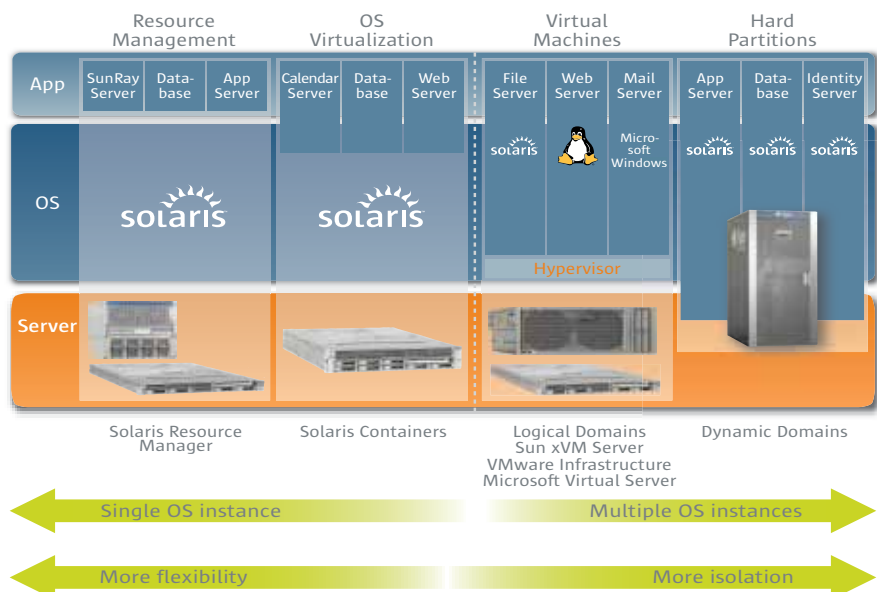 Resource
Management
OS
Virtualization
Virtual
Machines
Hard
Partitions
App
SunRay
Server
Data-
base
App
Server
Calendar
Server
Data-
base
Web
Server
File
Server
Web
Server
Mail
Server
App
Server
Data-
base
Identity
Server
OS
solaris
solaris
solaris
Micro-
soft
Windows
solaris
solaris
solaris
Hypervisor
Server
Solaris Resource
Manager
Solaris Containers
Logical Domains
Sun xVM Server
VMware Infrastructure
Microsoft Virtual Server
Dynamic Domains
Single OS instance
Multiple OS instances
More flexibility
More isolation